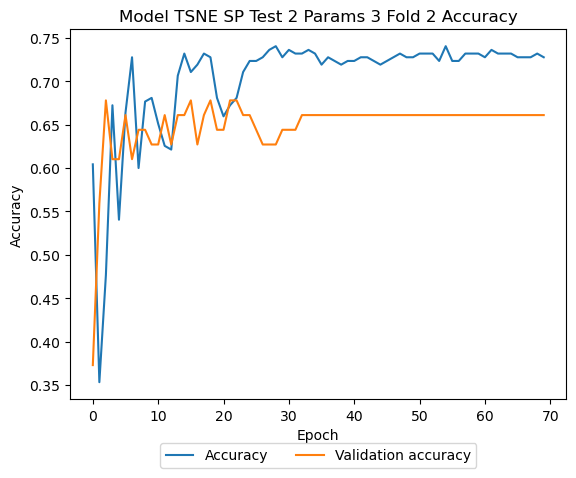 Model TSNE SP Test 2 Params 3 Fold 2 Accuracy
0.75
0.70
0.65
0.60
0.55
0.50
0.45
0.40
0.35
Accuracy
0 10 20 30 40 50 60 70
Epoch
Accuracy Validation accuracy